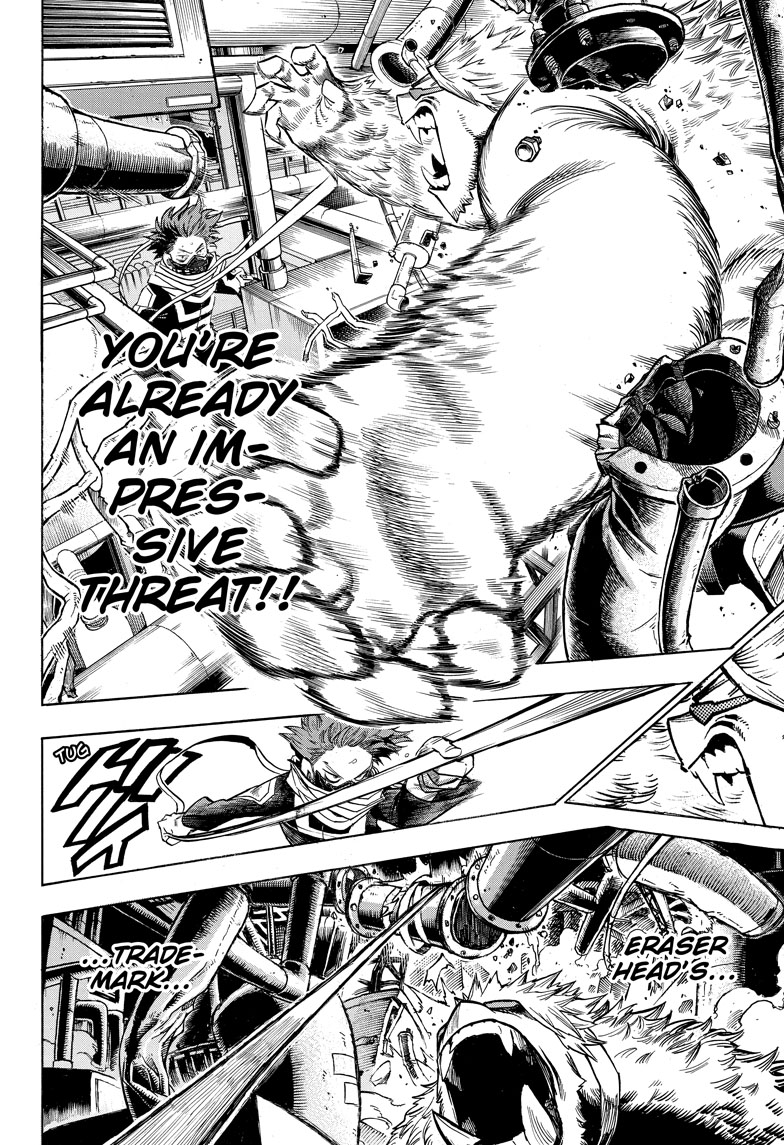 YOU'RE
ALREADY
AN IM-
PRES-
SIVE
THREAT!!
TUG
ERASER
HEAD'S...
...TRADE-
MARK...